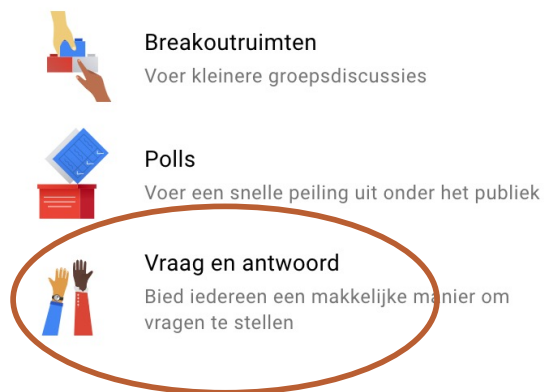 Breakoutruimten
Voer kleinere groepsdiscussies
Polls
Voer een snelle peiling uit onder het publiek
Vraag en antwoord
Bied iedereen een makkelijke manier om
vragen te stellen